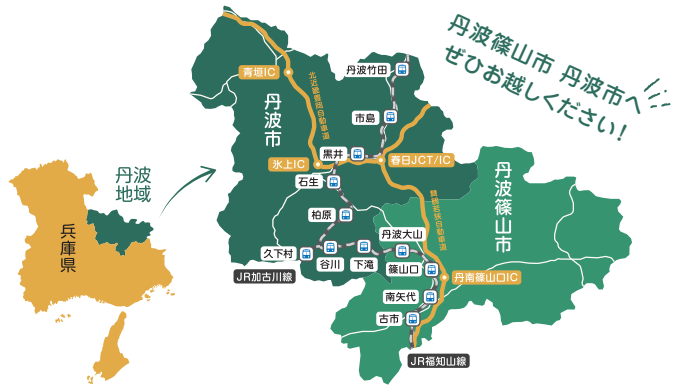 丹波篠山市 丹波市へ
ぜひお越しください!
丹波竹田
青垣IC
北近畿豊岡自動車道
丹波市
市島
黒井
氷上IC
春日JCT/IC
石生
丹波
地域
丹波篠山市
舞鶴若狭自動車道
柏原
兵庫県
丹波大山
久下村
谷川
下滝
篠山口
JR加古川線
丹南篠山口IC
南矢代
古市
JR福知山線